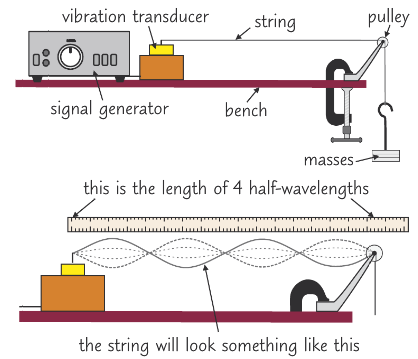 vibration transducer
string
pulley
signal generator
bench
masses
this is the length of 4 half-wavelengths
the string will look something like this